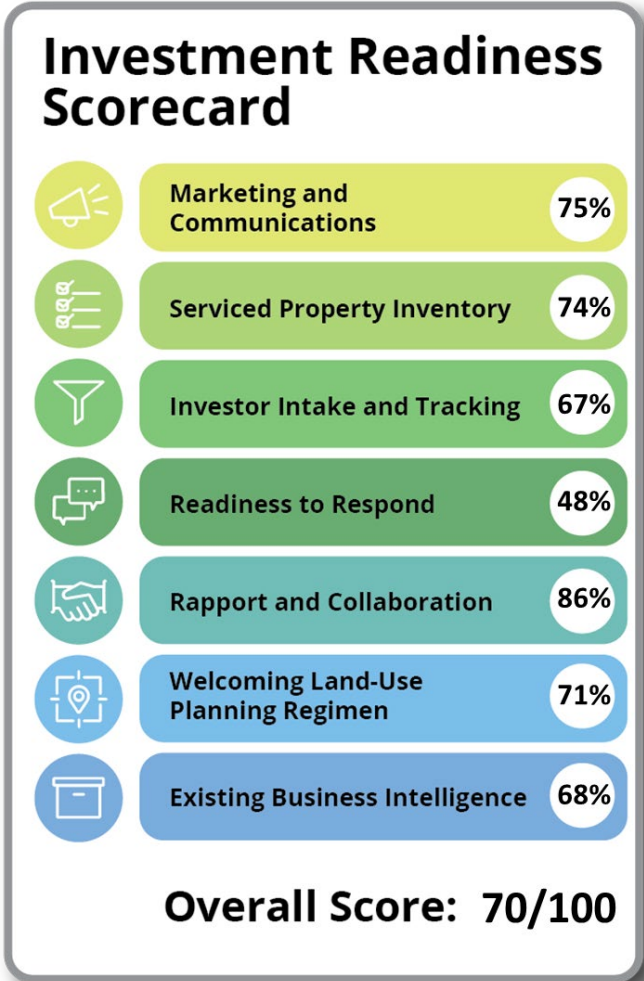 Investment Readiness
Scorecard
Marketing and
Communications
75%
Serviced Property Inventory
74%
Investor Intake and Tracking
67%
Readiness to Respond
48%
Rapport and Collaboration
86%
Welcoming Land-Use
Planning Regimen
71%
Existing Business Intelligence
68%
Overall Score: 70/100